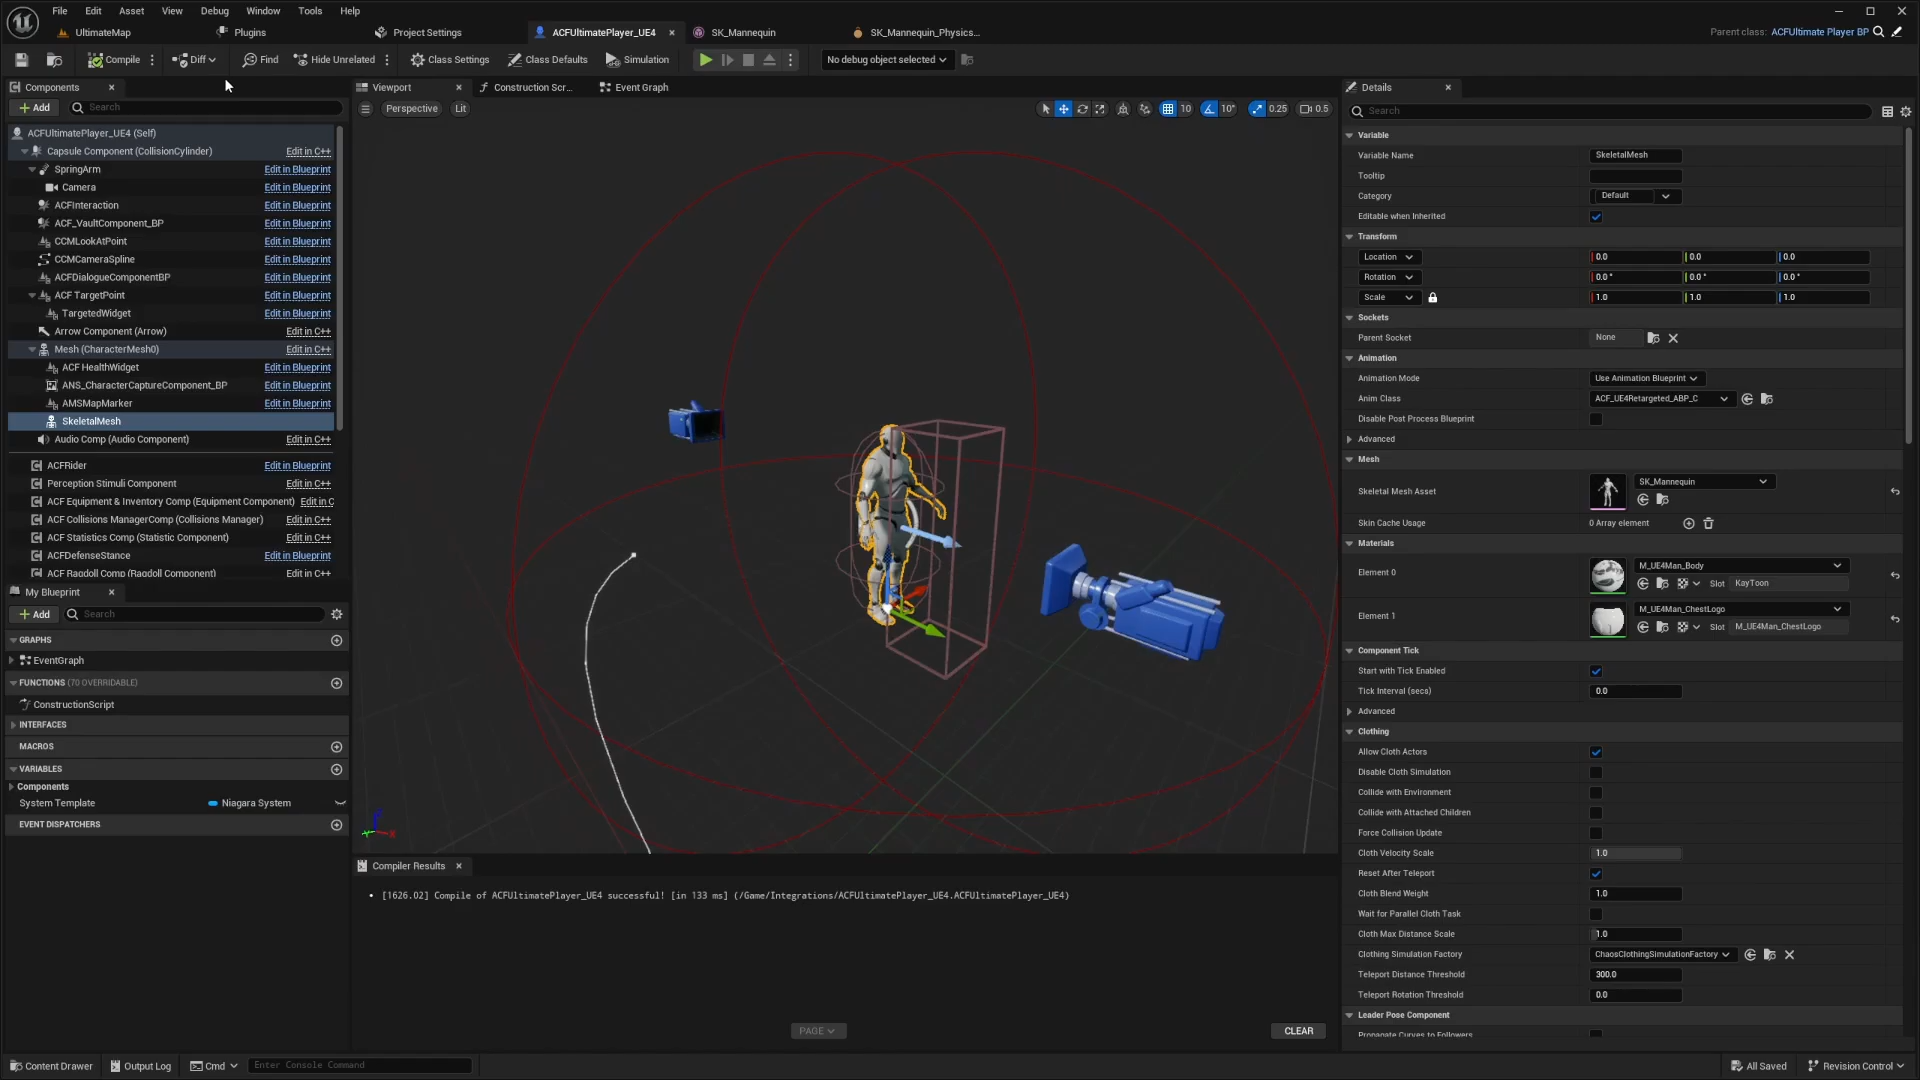 File Edit Asset View Debug Window Tools Help
UltimateMap
Plugins
Project Settings
ACFUltimatePlayer_UE4
SK_Mannequin
SK_Mannequin_Physics...
Parent class: ACFUltimate Player BP
Compile
Diff
Find
Hide Unrelated
Class Settings
Class Defaults
Simulation
No debug object selected
Components
Add
Search
ACFUltimatePlayer_UE4 (Self)
Capsule Component (CollisionCylinder) Edit in C++
SpringArm Edit in Blueprint
Camera Edit in Blueprint
ACFInteraction Edit in Blueprint
ACF_VaultComponent_BP Edit in Blueprint
CCMLookAtPoint Edit in Blueprint
CCMCameraSpline Edit in Blueprint
ACFDialogueComponentBP Edit in Blueprint
ACF TargetPoint Edit in Blueprint
TargetedWidget Edit in Blueprint
Arrow Component (Arrow) Edit in C++
Mesh (CharacterMesh0) Edit in C++
ACF HealthWidget Edit in Blueprint
ANS_CharacterCaptureComponent_BP Edit in Blueprint
AMSMapMarker Edit in Blueprint
SkeletalMesh
Audio Comp (Audio Component) Edit in C++
ACFRider Edit in Blueprint
Perception Stimuli Component Edit in C++
ACF Equipment & Inventory Comp (Equipment Component) Edit in C
ACF Collisions ManagerComp (Collisions Manager) Edit in C++
ACF Statistics Comp (Statistic Component) Edit in C++
ACFDefenseStance Edit in Blueprint
ACF Ragdoll Comp (Ragdoll Component) Edit in C++
My Blueprint
Add
Search
GRAPHS
EventGraph
FUNCTIONS (70 OVERRIDABLE)
ConstructionScript
INTERFACES
MACROS
VARIABLES
Components
System Template Niagara System
EVENT DISPATCHERS
Viewport
Construction Scr...
Event Graph
Perspective
Lit
10
10°
0.25
0.5
Compiler Results
[1626.02] Compile of ACFUltimatePlayer_UE4 successful! [in 133 ms] (/Game/Integrations/ACFUltimatePlayer_UE4.ACFUltimatePlayer_UE4)
PAGE
CLEAR
Details
Search
Variable
Variable Name SkeletalMesh
Tooltip
Category Default
Editable when Inherited
Transform
Location 0.0 0.0 0.0
Rotation 0.0 ° 0.0 ° 0.0 °
Scale 1.0 1.0 1.0
Sockets
Parent Socket None
Animation
Animation Mode Use Animation Blueprint
Anim Class ACF_UE4Retargeted_ABP_C
Disable Post Process Blueprint
Advanced
Mesh
Skeletal Mesh Asset SK_Mannequin
Skin Cache Usage 0 Array element
Materials
Element 0 M_UE4Man_Body
Slot KayToon
Element 1 M_UE4Man_ChestLogo
Slot M_UE4Man_ChestLogo
Component Tick
Start with Tick Enabled
Tick Interval (secs) 0.0
Advanced
Clothing
Allow Cloth Actors
Disable Cloth Simulation
Collide with Environment
Collide with Attached Children
Force Collision Update
Cloth Velocity Scale 1.0
Reset After Teleport
Cloth Blend Weight 1.0
Wait for Parallel Cloth Task
Cloth Max Distance Scale 1.0
Clothing Simulation Factory ChaosClothingSimulationFactory
Teleport Distance Threshold 300.0
Teleport Rotation Threshold 0.0
Leader Pose Component
Propagate Curves to Followers
Content Drawer
Output Log
Cmd
Enter Console Command
All Saved
Revision Control